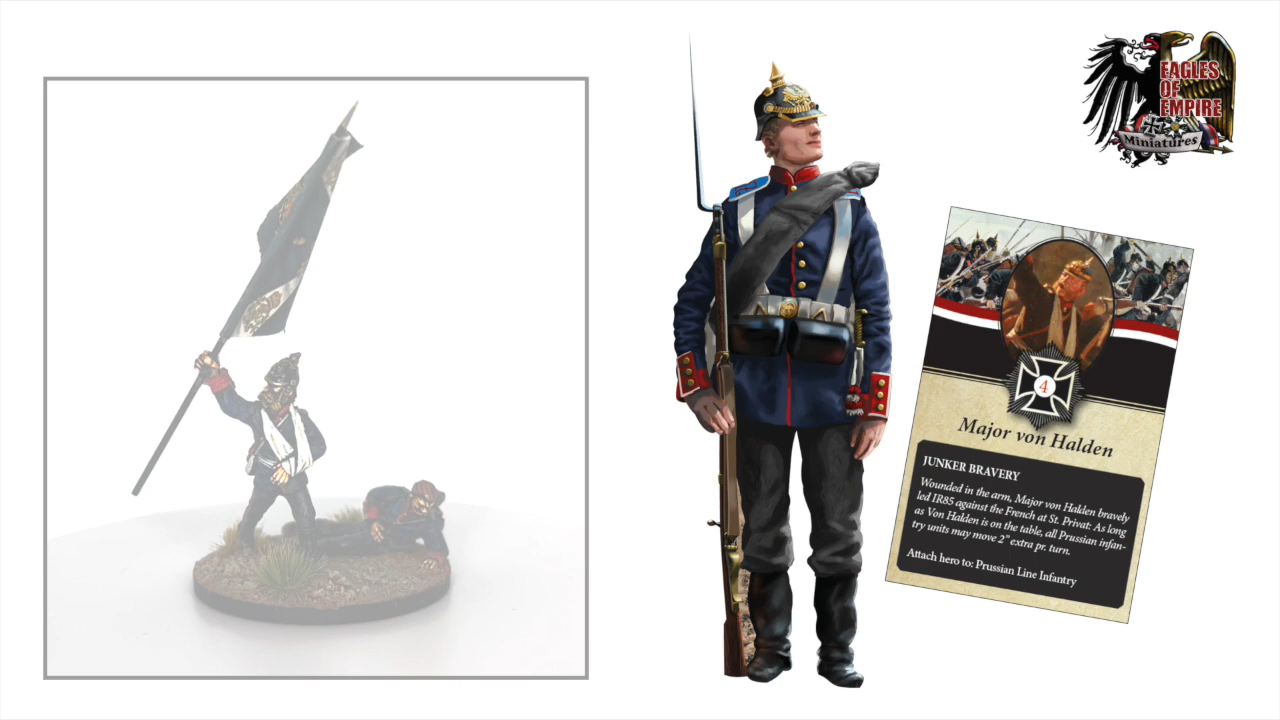 EAGLES
OF
EMPIRE
Miniatures
4
Major von Halden
JUNKER BRAVERY
Wounded in the arm, Major von Halden bravely
led IR85 against the French at St. Privat: As long
as Von Halden is on the table, all Prussian infan-
try units may move 2" extra pr. turn.
Attach hero to: Prussian Line Infantry